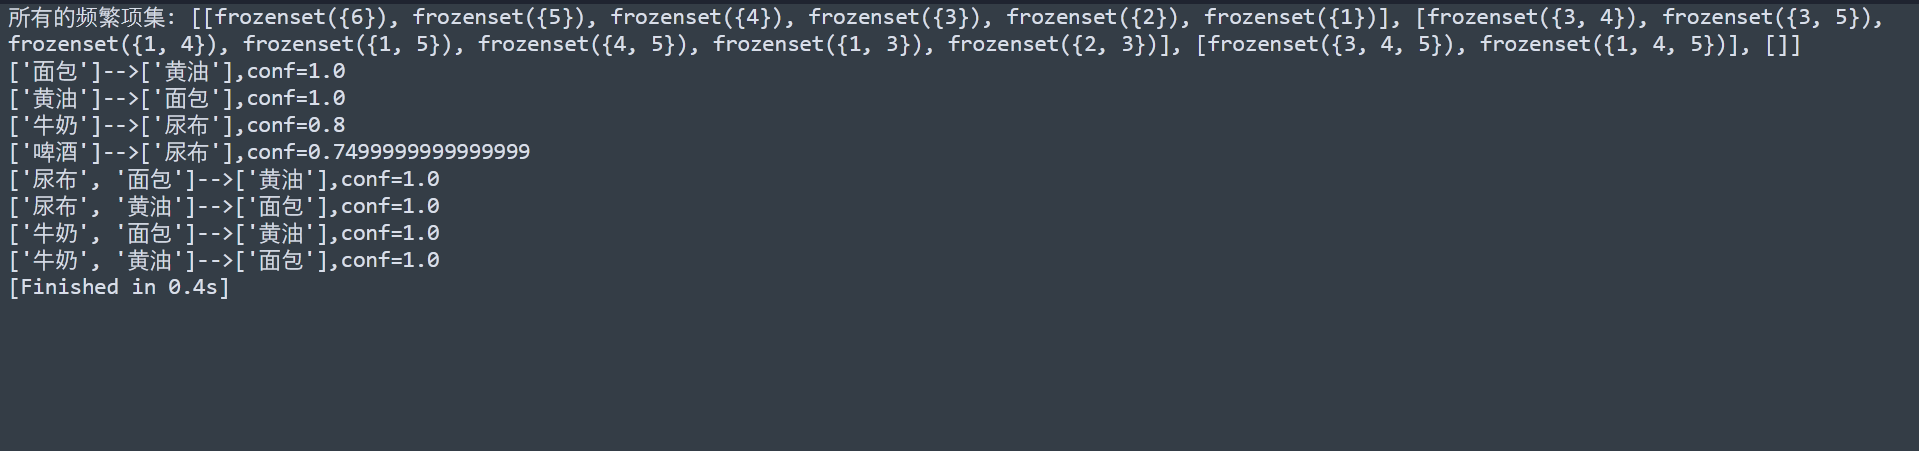 所有的频繁项集: [[frozenset({6}), frozenset({5}), frozenset({4}), frozenset({3}), frozenset({2}), frozenset({1})], [frozenset({3, 4}), frozenset({3, 5}),
frozenset({1, 4}), frozenset({1, 5}), frozenset({4, 5}), frozenset({1, 3}), frozenset({2, 3})], [frozenset({3, 4, 5}), frozenset({1, 4, 5})], []]
['面包']-->['黄油'],conf=1.0
['黄油']-->['面包'],conf=1.0
['牛奶']-->['尿布'],conf=0.8
['啤酒']-->['尿布'],conf=0.7499999999999999
['尿布', '面包']-->['黄油'],conf=1.0
['尿布', '黄油']-->['面包'],conf=1.0
['牛奶', '面包']-->['黄油'],conf=1.0
['牛奶', '黄油']-->['面包'],conf=1.0
[Finished in 0.4s]